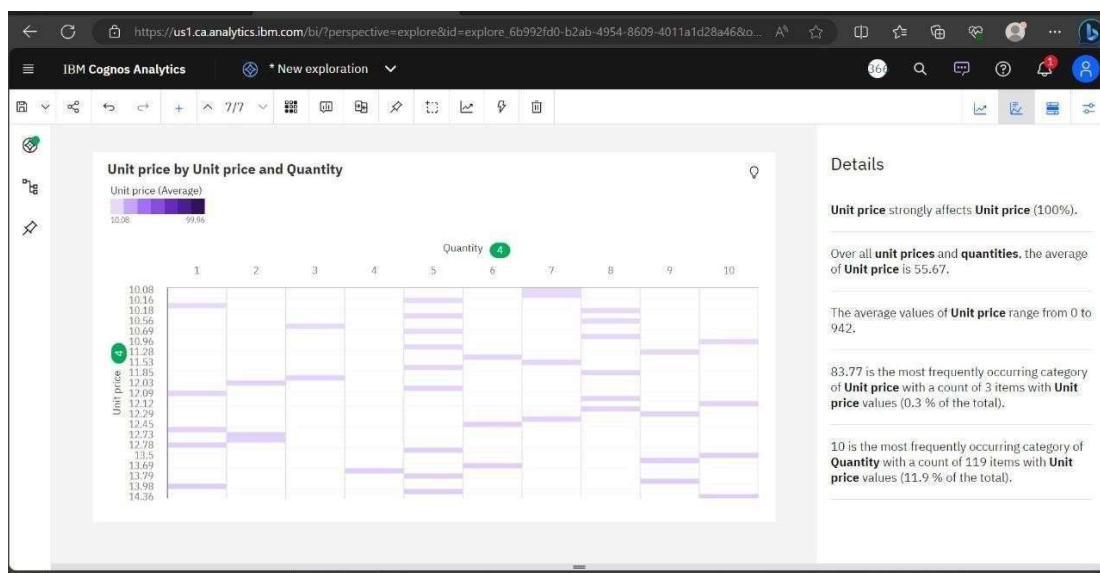 https://us1.ca.analytics.ibm.com/bi/?perspective=explore&id=explore_6b992fd0-b2ab-4954-8609-4011a1d28a46&o...
IBM Cognos Analytics
* New exploration
366
7/7
Unit price by Unit price and Quantity
Unit price (Average)
10.08 99.96
Quantity 4
1 2 3 4 5 6 7 8 9 10
Unit price 4
10.08
10.16
10.18
10.56
10.69
10.96
11.28
11.53
11.85
12.03
12.09
12.12
12.29
12.45
12.73
12.78
13.5
13.69
13.79
13.98
14.36
Details
Unit price strongly affects Unit price (100%).
Over all unit prices and quantities, the average
of Unit price is 55.67.
The average values of Unit price range from 0 to
942.
83.77 is the most frequently occurring category
of Unit price with a count of 3 items with Unit
price values (0.3 % of the total).
10 is the most frequently occurring category of
Quantity with a count of 119 items with Unit
price values (11.9 % of the total).